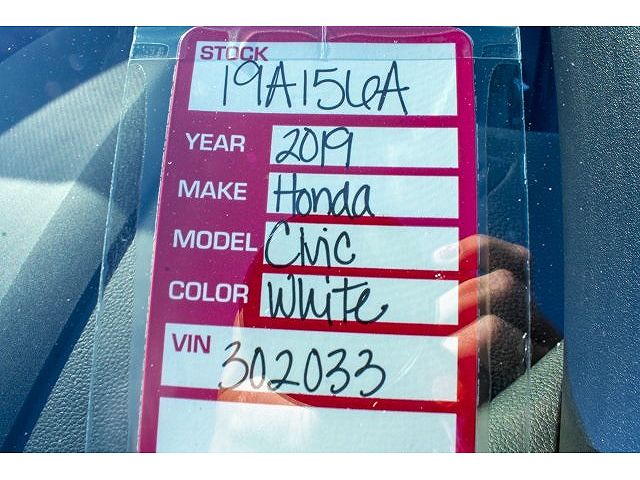 STOCK
19A156A
YEAR 2019
MAKE Honda
MODEL Civic
COLOR White
VIN 302033